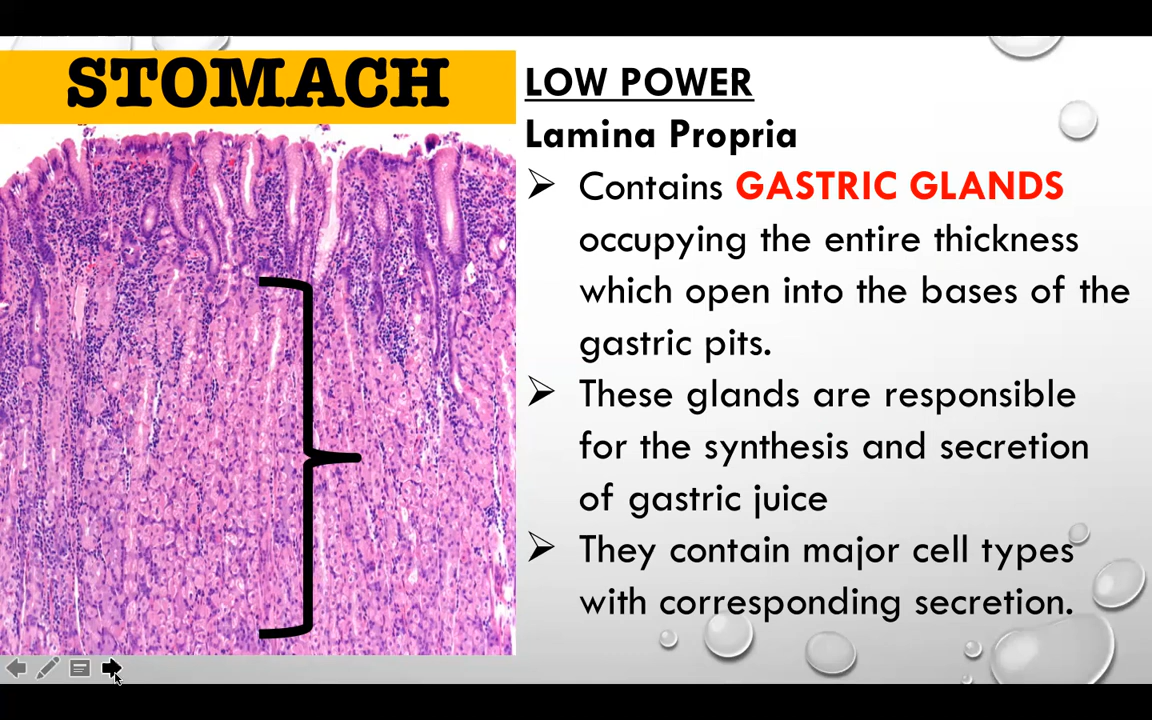 STOMACH
LOW POWER
Lamina Propria
➢ Contains GASTRIC GLANDS
occupying the entire thickness
which open into the bases of the
gastric pits.
➢ These glands are responsible
for the synthesis and secretion
of gastric juice
➢ They contain major cell types
with corresponding secretion.